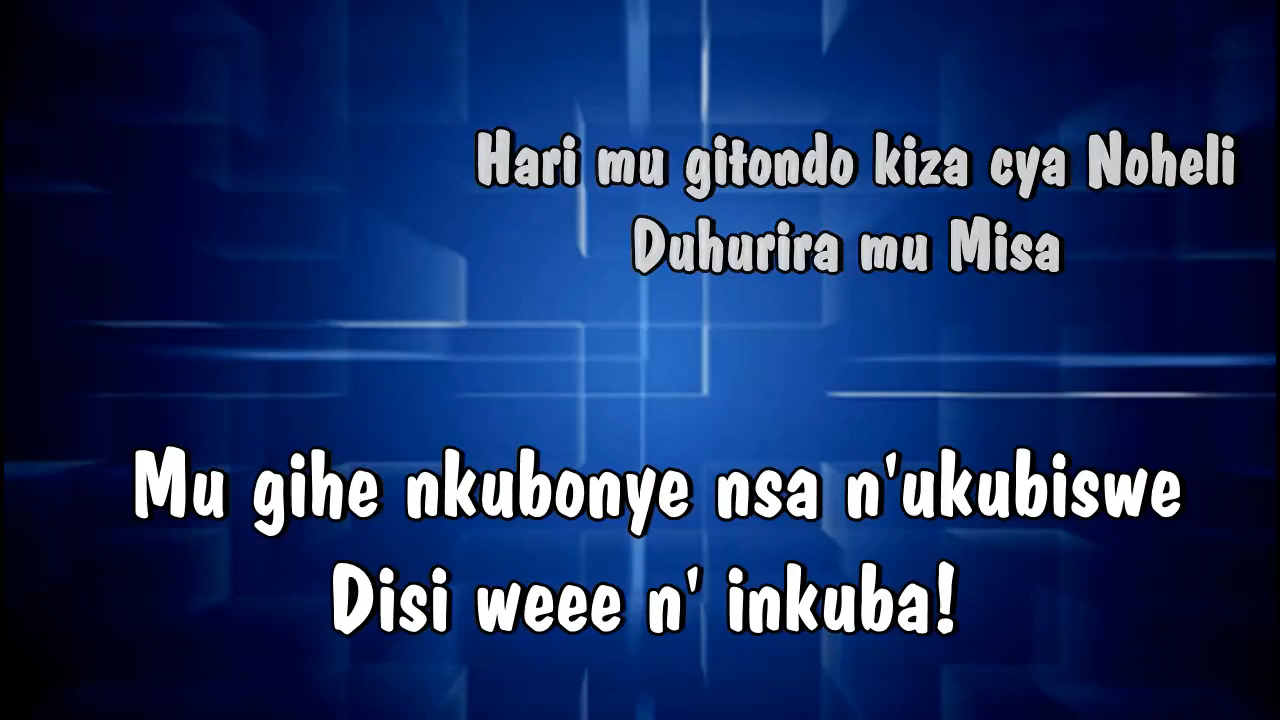 Hari mu gitondo kiza cya Noheli
Duhurira mu Misa
Mu gihe nkubonye nsa n'ukubiswe
Disi weee n' inkuba!